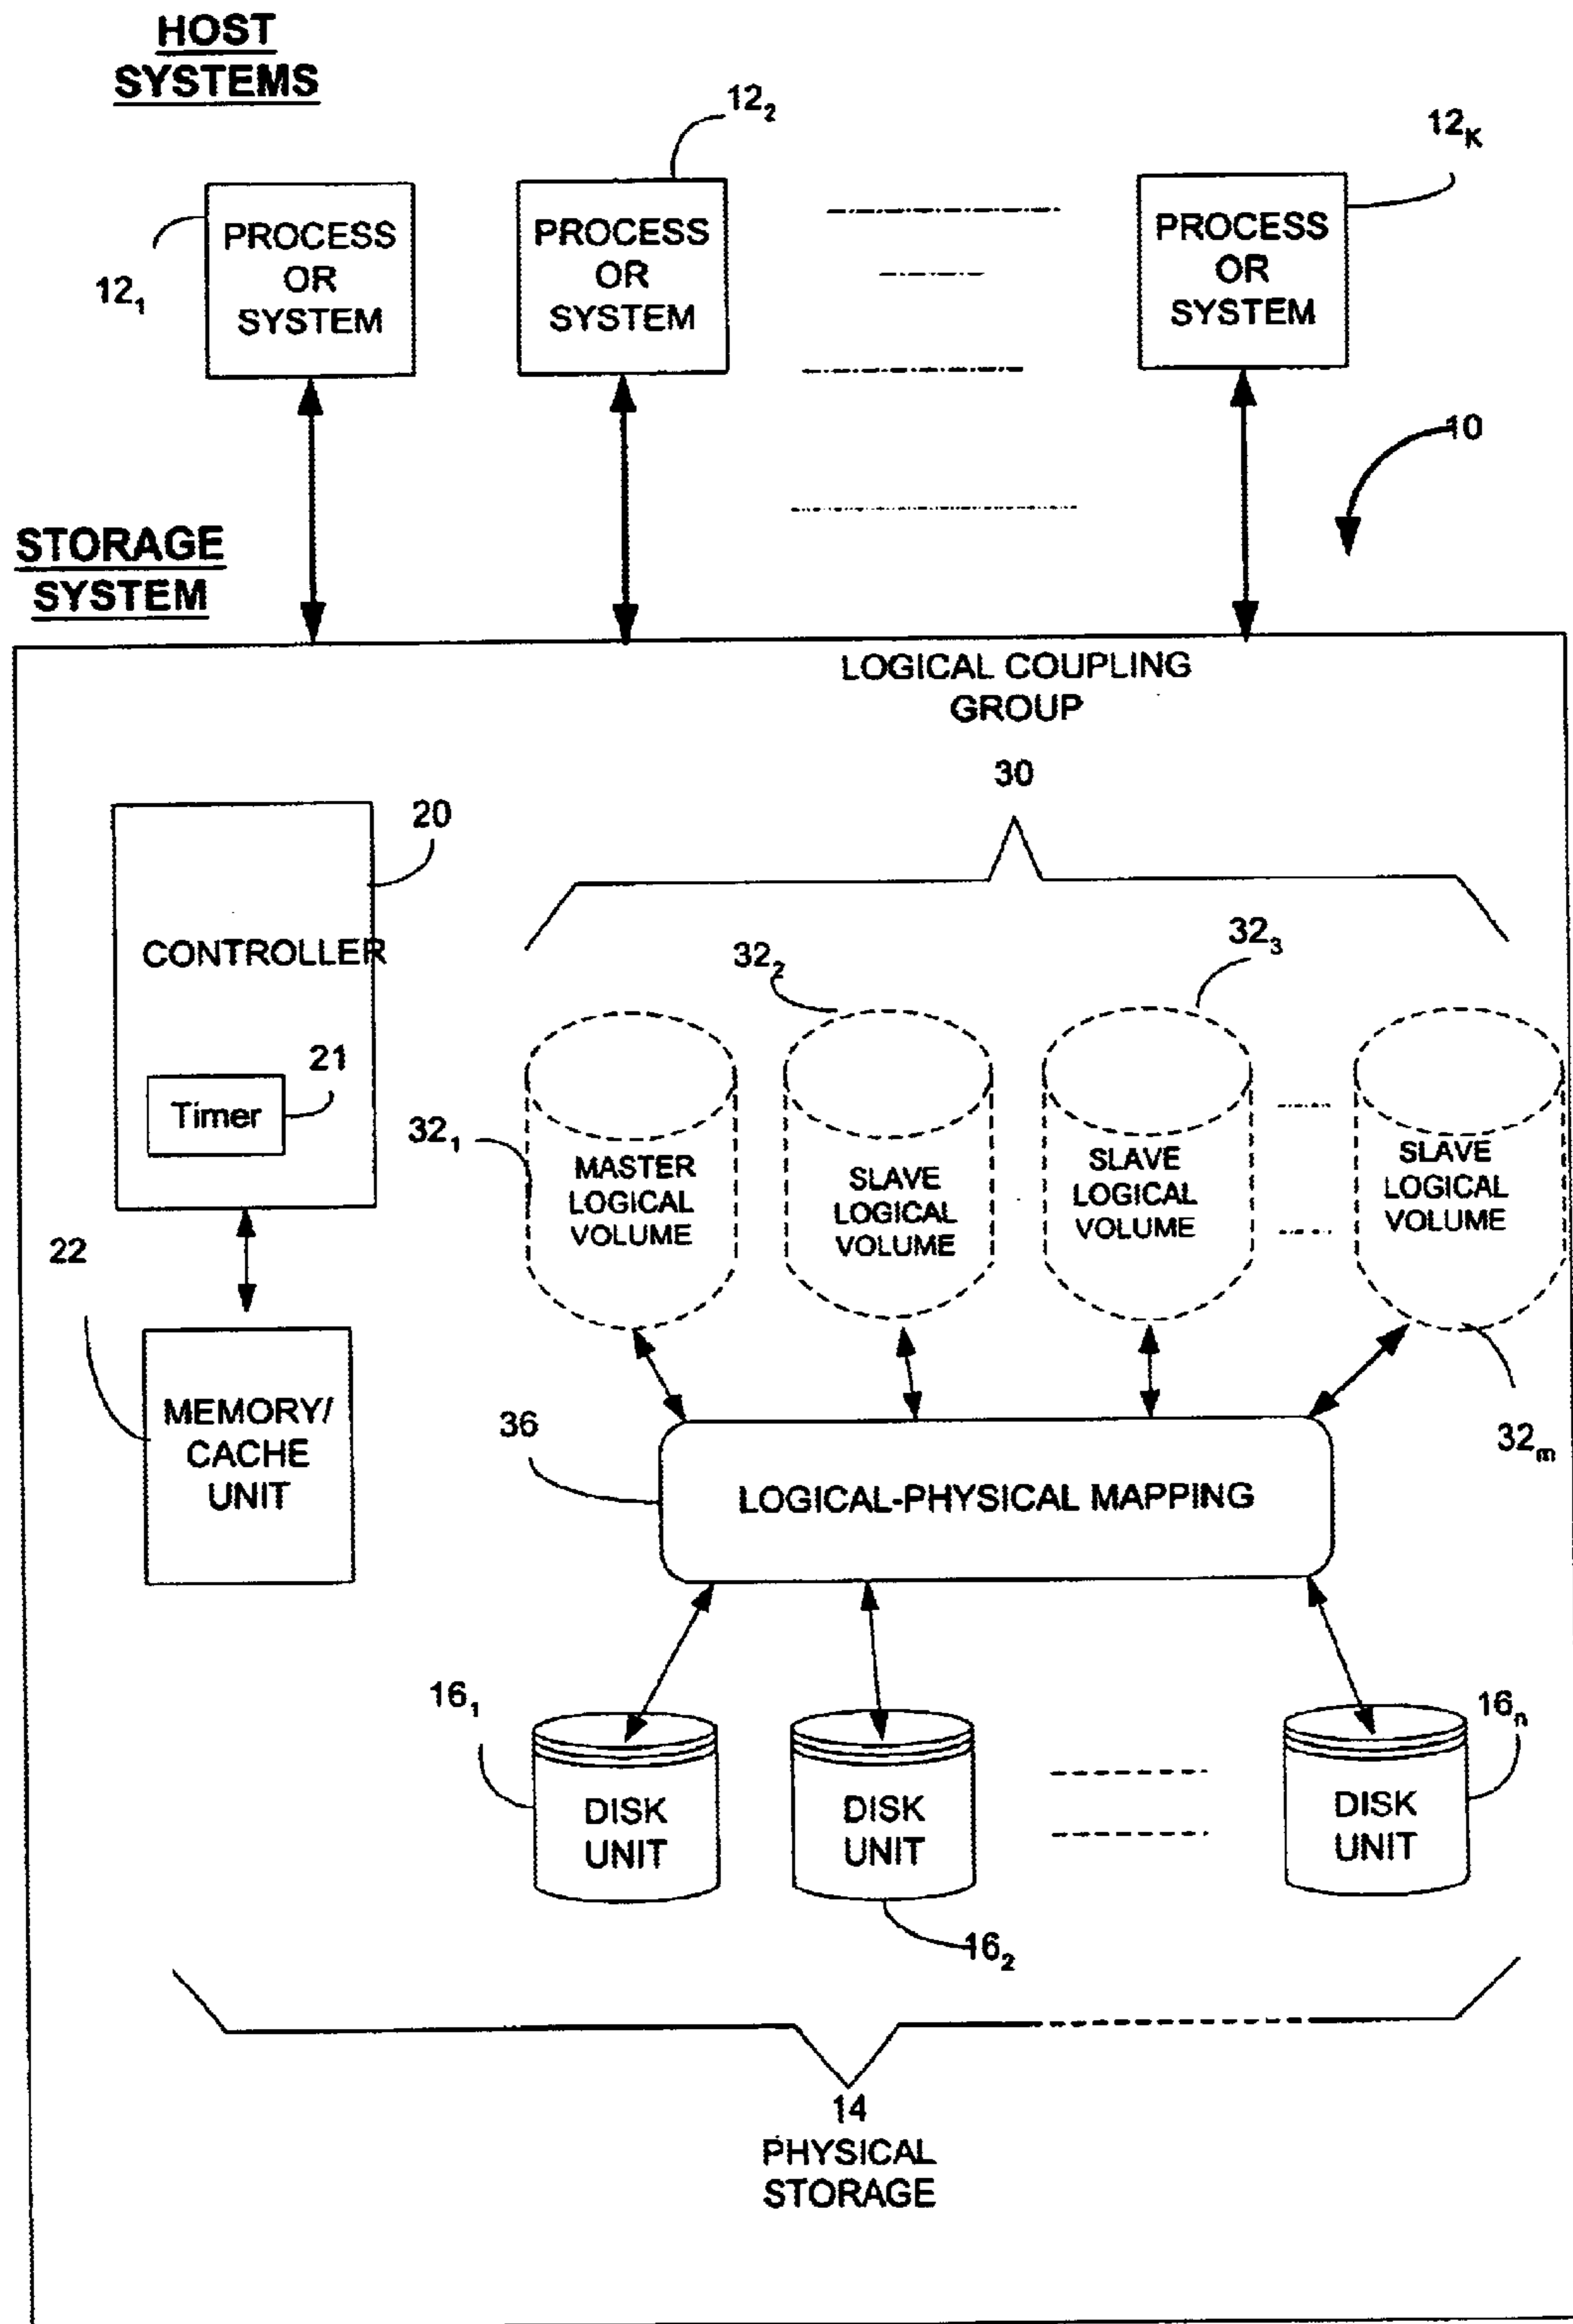 HOST
SYSTEMS
12₂
12ₖ
PROCESS
OR
SYSTEM
PROCESS
OR
SYSTEM
PROCESS
OR
SYSTEM
12₁
10
STORAGE
SYSTEM
LOGICAL COUPLING
GROUP
30
20
CONTROLLER
32₂
32₃
21
Timer
32₁
MASTER
LOGICAL
VOLUME
SLAVE
LOGICAL
VOLUME
SLAVE
LOGICAL
VOLUME
SLAVE
LOGICAL
VOLUME
22
MEMORY/
CACHE
UNIT
36
32ₘ
LOGICAL-PHYSICAL MAPPING
16₁
16ₙ
DISK
UNIT
DISK
UNIT
DISK
UNIT
16₂
14
PHYSICAL
STORAGE